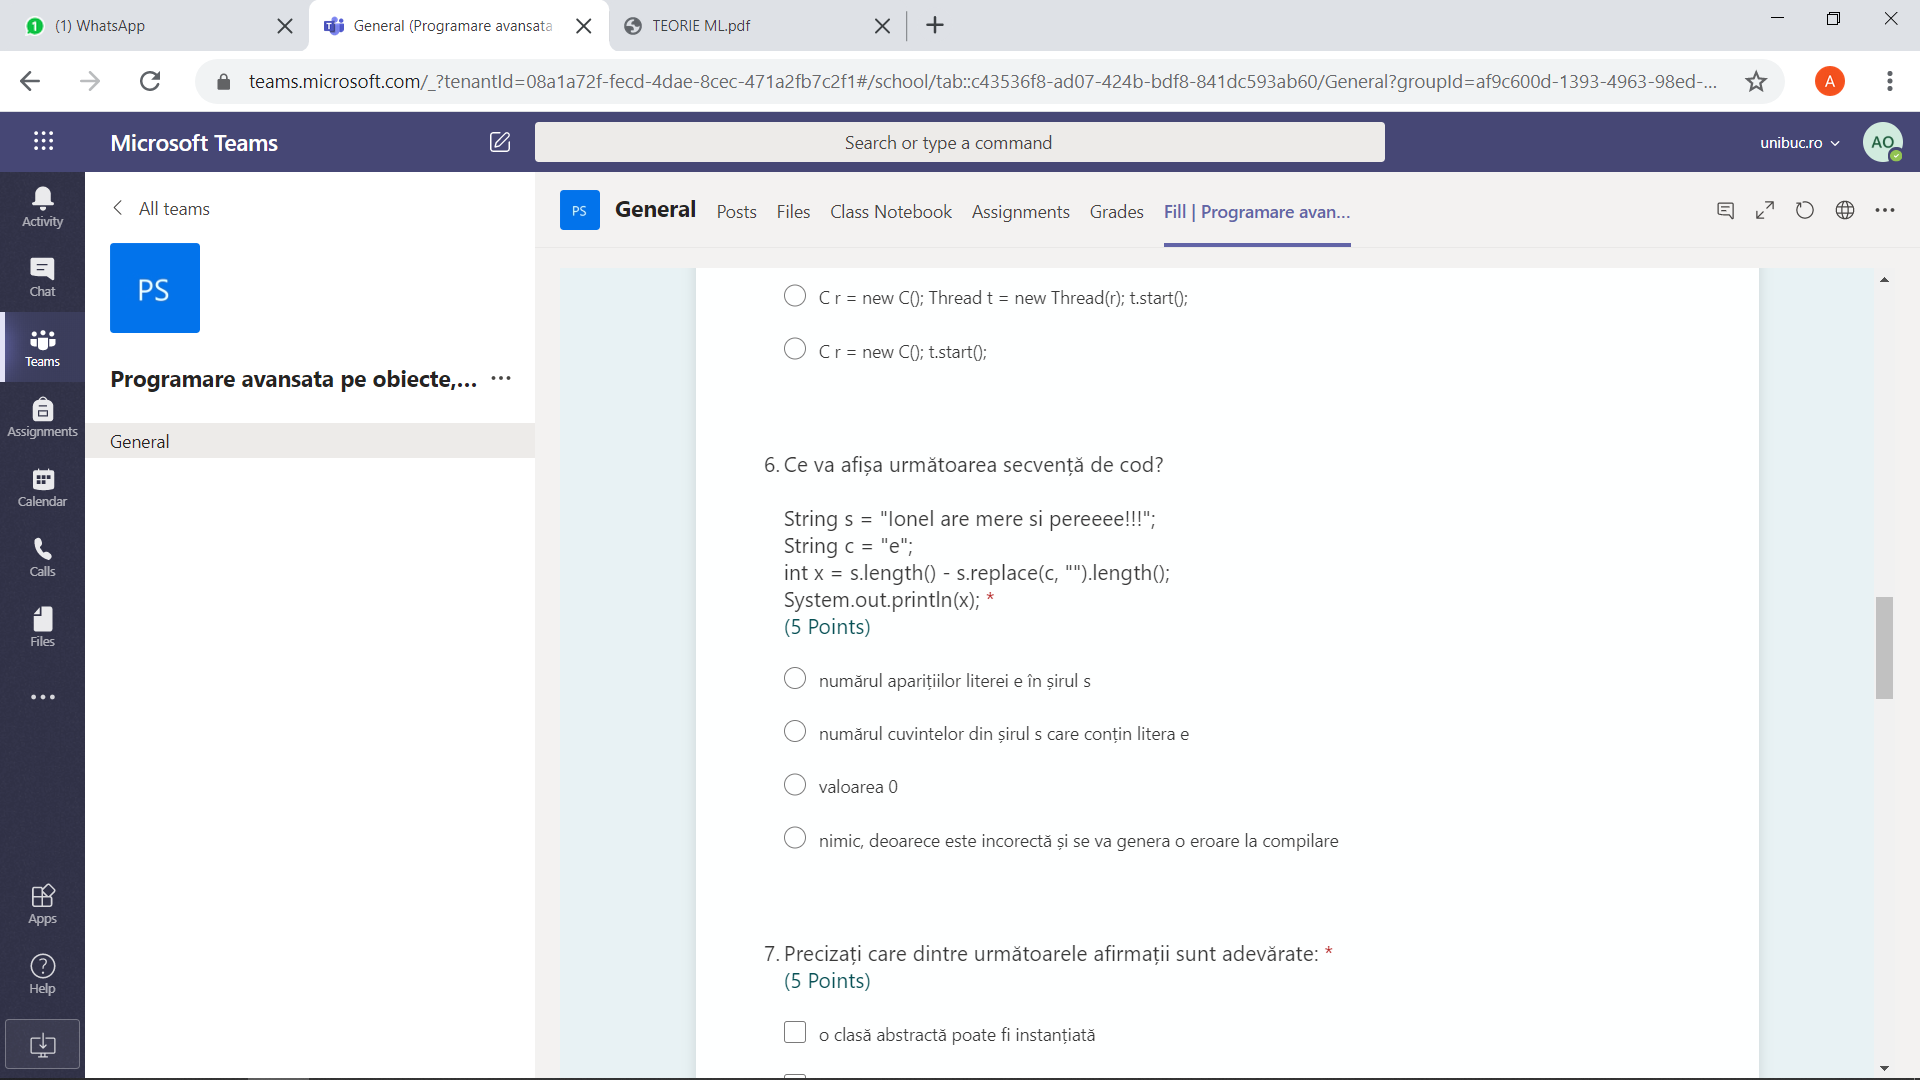 (1) WhatsApp
General (Programare avansata
TEORIE ML.pdf
teams.microsoft.com/_?tenantId=08a1a72f-fecd-4dae-8cec-471a2fb7c2f1#/school/tab::c43536f8-ad07-424b-bdf8-841dc593ab60/General?groupId=af9c600d-1393-4963-98ed-...
A
Microsoft Teams
Search or type a command
unibuc.ro
AO
Activity
Chat
Teams
Assignments
Calendar
Calls
Files
Apps
Help
All teams
PS
Programare avansata pe obiecte,...
General
PS
General
Posts
Files
Class Notebook
Assignments
Grades
Fill | Programare avan...
C r = new C(); Thread t = new Thread(r); t.start();
C r = new C(); t.start();
6. Ce va afișa următoarea secvență de cod?
String s = "Ionel are mere si pereeee!!!";
String c = "e";
int x = s.length() - s.replace(c, "").length();
System.out.println(x); *
(5 Points)
numărul aparițiilor literei e în șirul s
numărul cuvintelor din șirul s care conțin litera e
valoarea 0
nimic, deoarece este incorectă și se va genera o eroare la compilare
7. Precizați care dintre următoarele afirmații sunt adevărate: *
(5 Points)
o clasă abstractă poate fi instanțiată